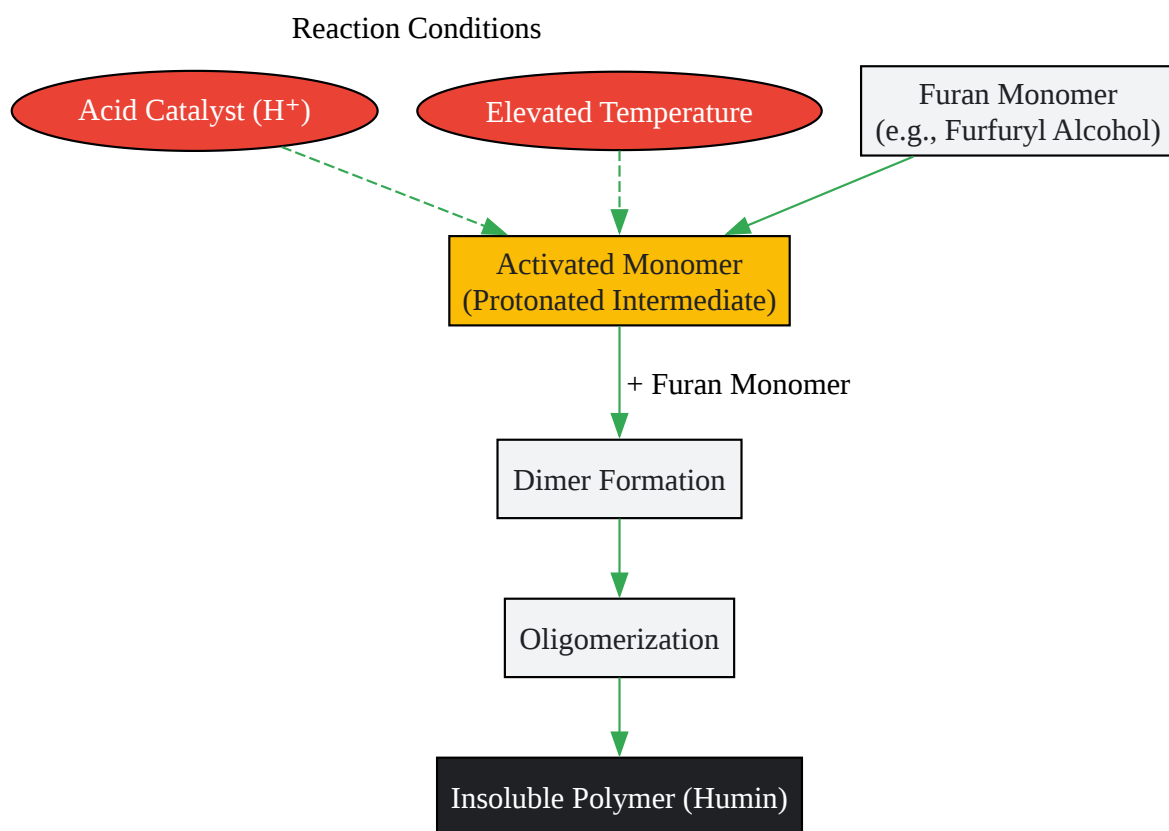 Reaction Conditions
Acid Catalyst (H⁺)
Elevated Temperature
Furan Monomer
(e.g., Furfuryl Alcohol)
Activated Monomer
(Protonated Intermediate)
+ Furan Monomer
Dimer Formation
Oligomerization
Insoluble Polymer (Humin)